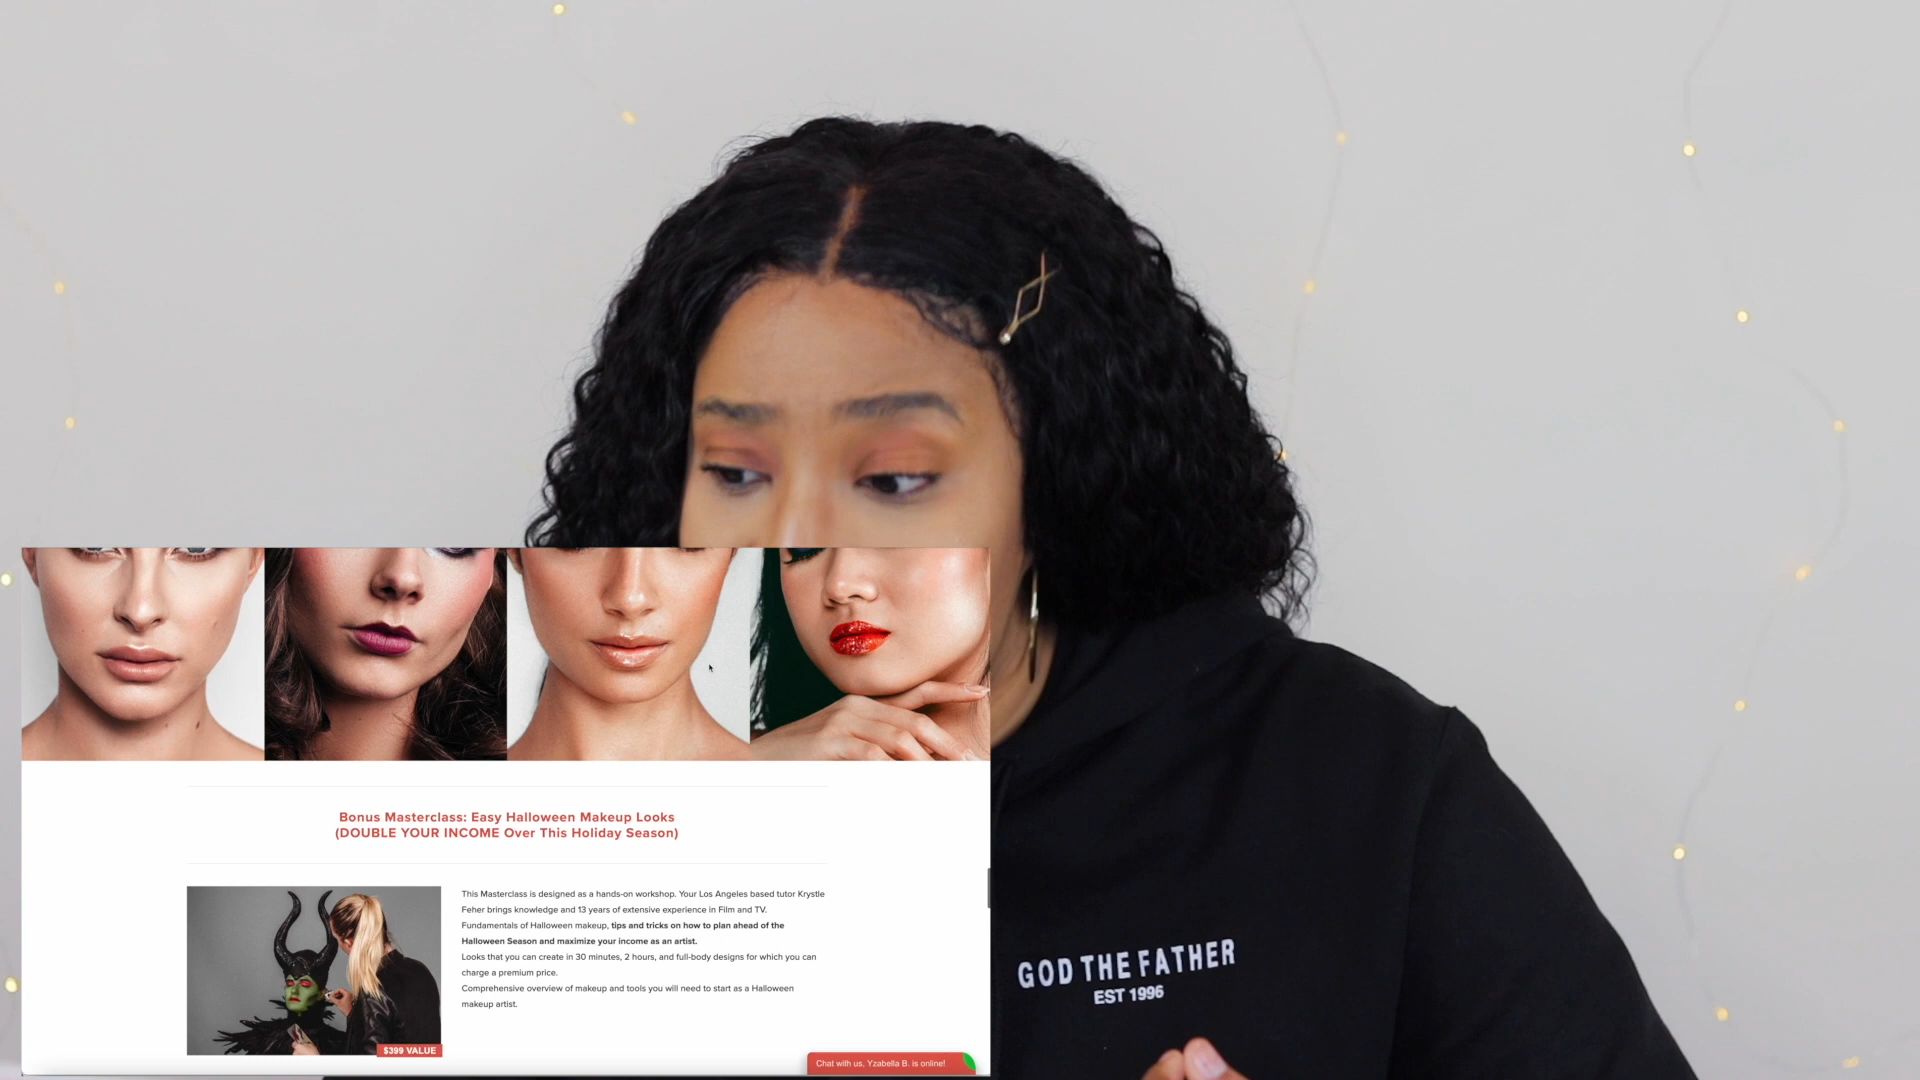 Bonus Masterclass: Easy Halloween Makeup Looks
(DOUBLE YOUR INCOME Over This Holiday Season)
This Masterclass is designed as a hands-on workshop. Your Los Angeles based tutor Krystle
Feher brings knowledge and 13 years of extensive experience in Film and TV.
Fundamentals of Halloween makeup, tips and tricks on how to plan ahead of the
Halloween Season and maximize your income as an artist.
Looks that you can create in 30 minutes, 2 hours, and full-body designs for which you can
charge a premium price.
Comprehensive overview of makeup and tools you will need to start as a Halloween
makeup artist.
$399 VALUE
Chat with us, Yzabella B. is online!
GOD THE FATHER
EST 1996